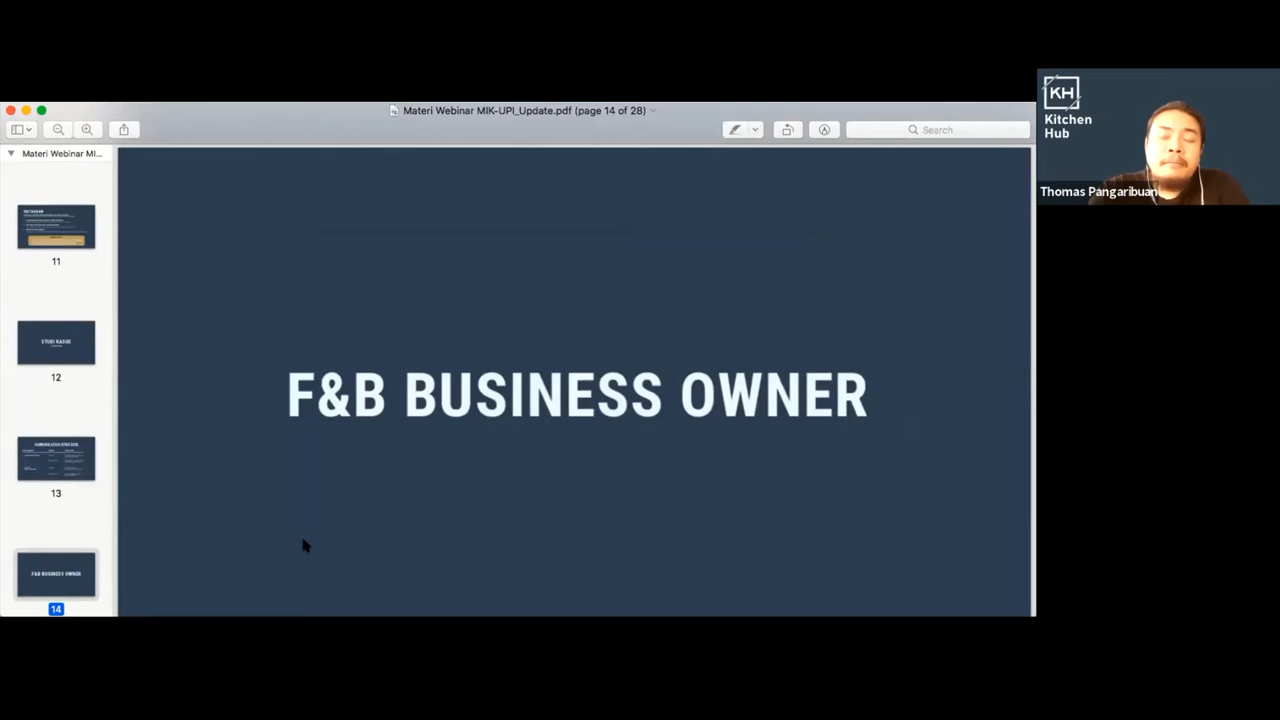 Materi Webinar MIK-UPI_Update.pdf (page 14 of 28)
Search
Materi Webinar MI...
11
STUDI KASUS
12
13
F&B BUSINESS OWNER
14
F&B BUSINESS OWNER
KH
Kitchen
Hub
Thomas Pangaribuan